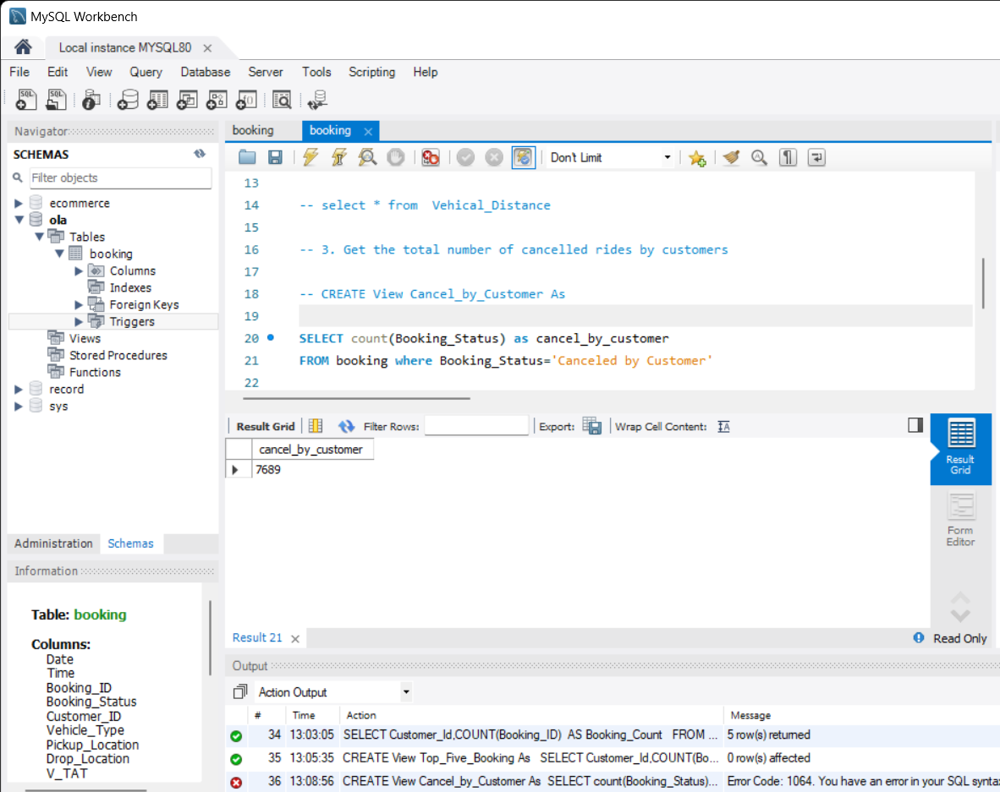 MySQL Workbench
Local instance MYSQL80
File Edit View Query Database Server Tools Scripting Help
Navigator
SCHEMAS
Filter objects
ecommerce
ola
Tables
booking
Columns
Indexes
Foreign Keys
Triggers
Views
Stored Procedures
Functions
record
sys
Administration Schemas
Information
Table: booking
Columns:
Date
Time
Booking_ID
Booking_Status
Customer_ID
Vehicle_Type
Pickup_Location
Drop_Location
V_TAT
booking booking
Don't Limit
13
14 -- select * from  Vehical_Distance
15
16 -- 3. Get the total number of cancelled rides by customers
17
18 -- CREATE View Cancel_by_Customer As
19
20 SELECT count(Booking_Status) as cancel_by_customer
21 FROM booking where Booking_Status='Canceled by Customer'
22
Result Grid Filter Rows: Export: Wrap Cell Content:
cancel_by_customer
7689
Result Grid
Form Editor
Result 21 Read Only
Output
Action Output
# Time Action Message
34 13:03:05 SELECT Customer_Id,COUNT(Booking_ID)  AS Booking_Count   FROM ... 5 row(s) returned
35 13:05:35 CREATE View Top_Five_Booking As   SELECT Customer_Id,COUNT(Bo... 0 row(s) affected
36 13:08:56 CREATE View Cancel_by_Customer As  SELECT count(Booking_Status)... Error Code: 1064. You have an error in your SQL synta